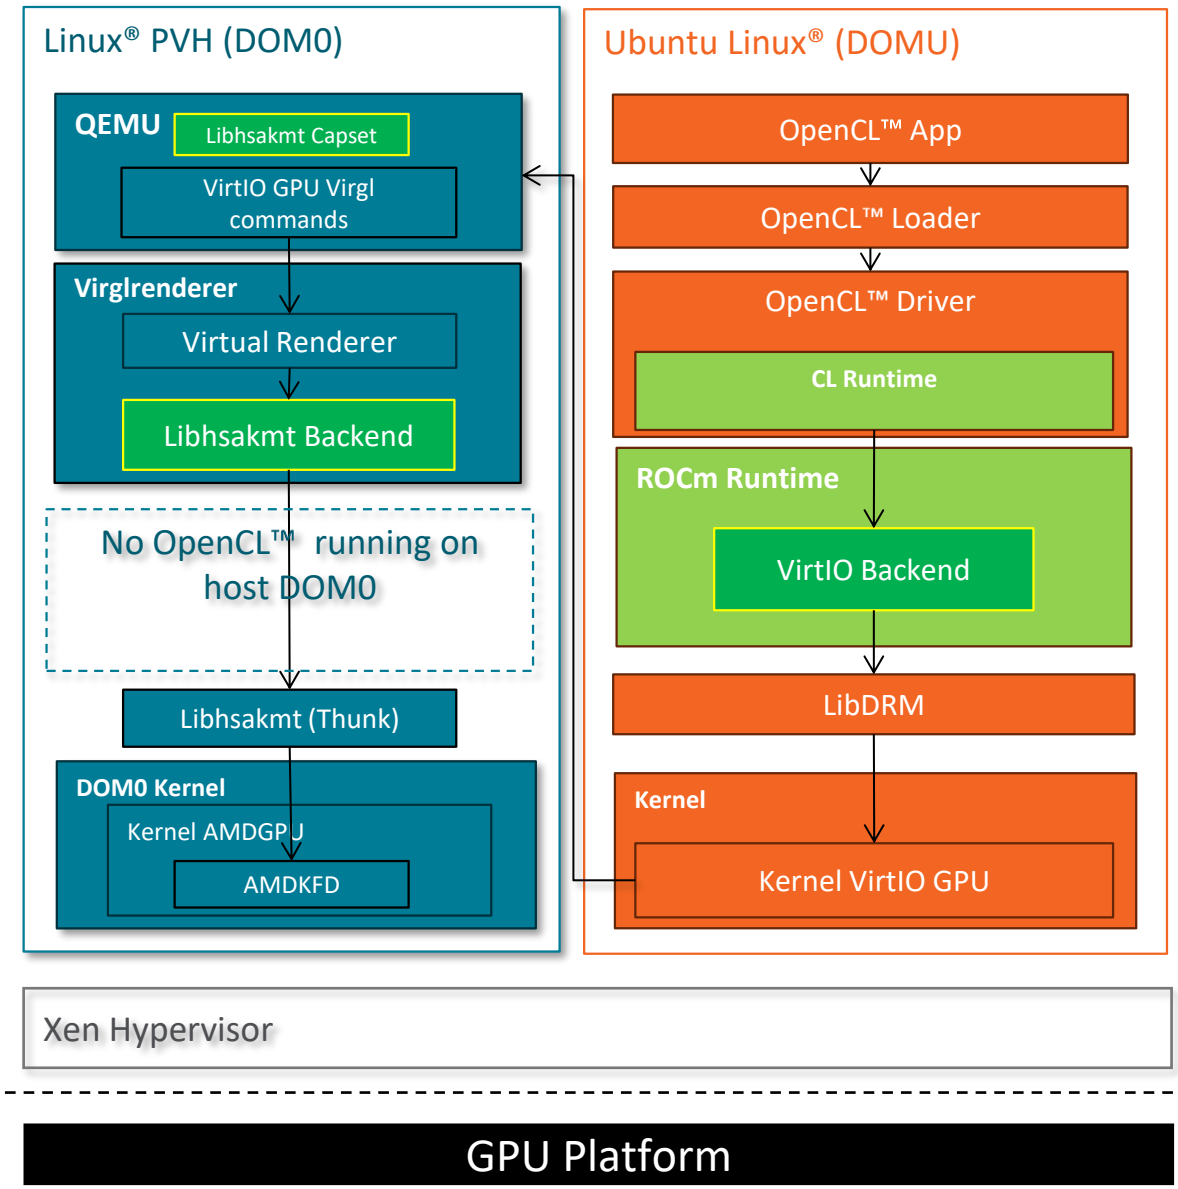 Linux® PVH (DOM0)
QEMU
Libhsakmt Capset
VirtIO GPU Virgl
commands
Virglrenderer
Virtual Renderer
Libhsakmt Backend
No OpenCL™ running on
host DOM0
Libhsakmt (Thunk)
DOM0 Kernel
Kernel AMDGPU
AMDKFD
Ubuntu Linux® (DOMU)
OpenCL™ App
OpenCL™ Loader
OpenCL™ Driver
CL Runtime
ROCm Runtime
VirtIO Backend
LibDRM
Kernel
Kernel VirtIO GPU
Xen Hypervisor
GPU Platform